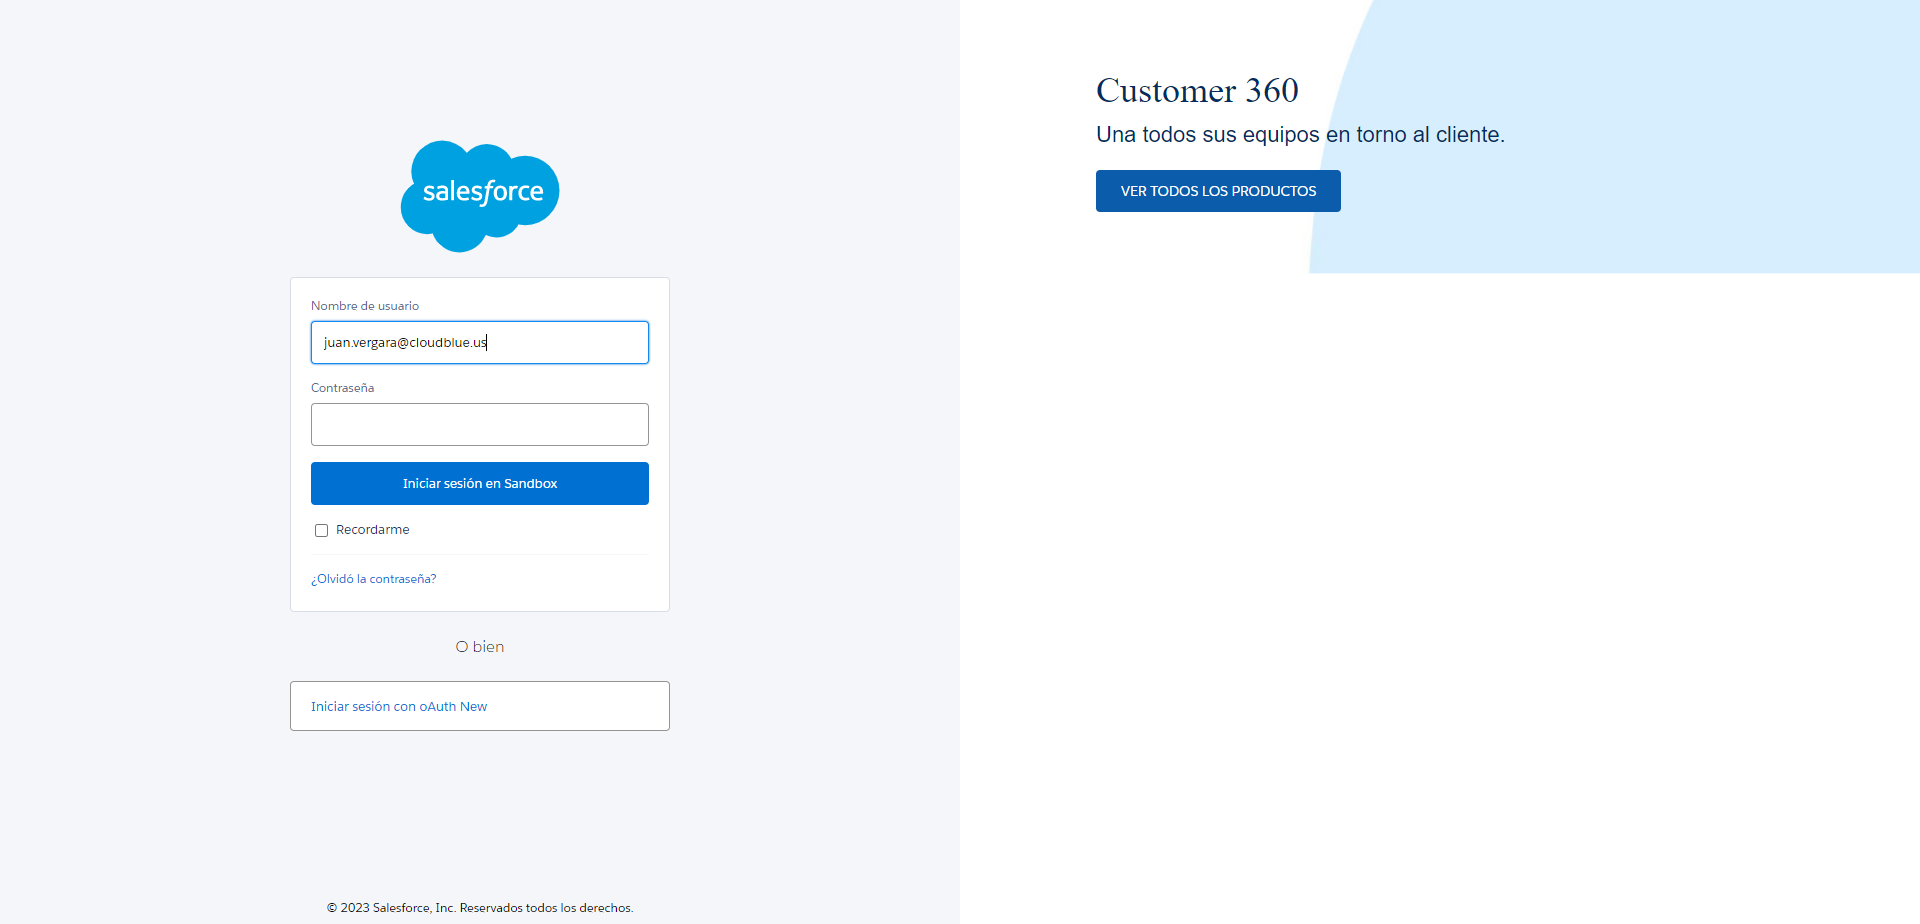 salesforce
Nombre de usuario
juan.vergara@cloudblue.us
Contraseña
Iniciar sesión en Sandbox
Recordarme
¿Olvidó la contraseña?
O bien
Iniciar sesión con oAuth New
© 2023 Salesforce, Inc. Reservados todos los derechos.
Customer 360
Una todos sus equipos en torno al cliente.
VER TODOS LOS PRODUCTOS